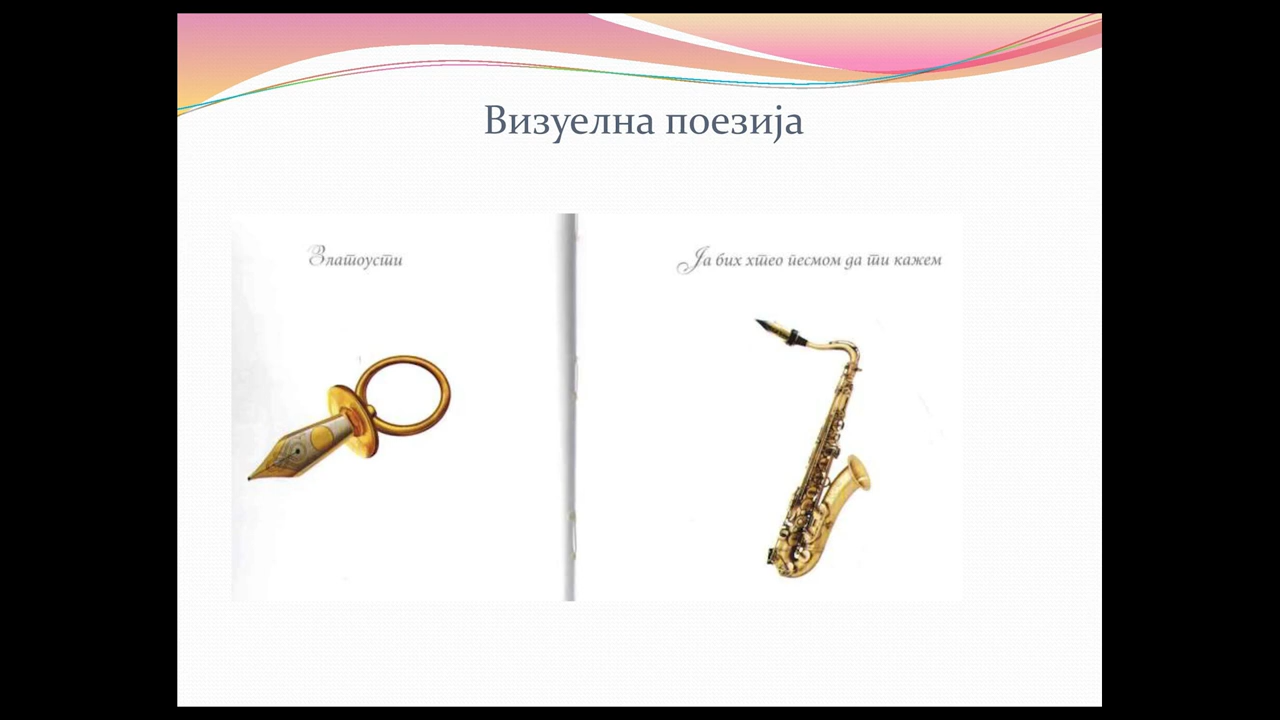 Визуелна поезија
Златоусти
Ја бих хтео песмом да ти кажем